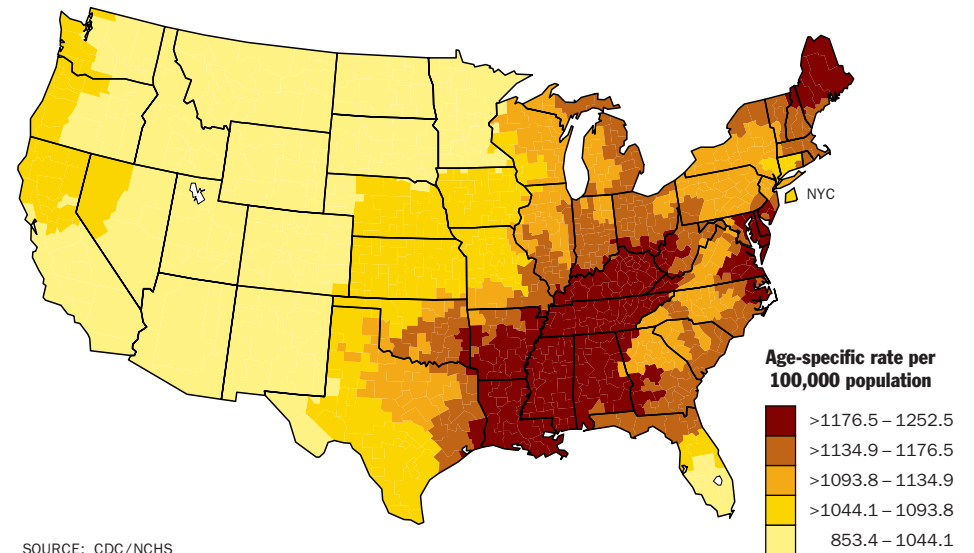 NYC
Age-specific rate per
100,000 population
>1176.5 – 1252.5
>1134.9 – 1176.5
>1093.8 – 1134.9
>1044.1 – 1093.8
853.4 – 1044.1
SOURCE: CDC/NCHS